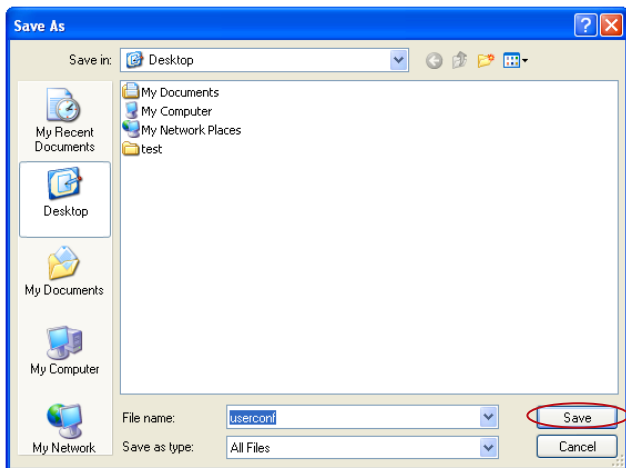 Save As
Save in: Desktop
My Documents
My Computer
My Network Places
test
My Recent
Documents
Desktop
My Documents
My Computer
My Network
File name: userconf Save
Save as type: All Files Cancel